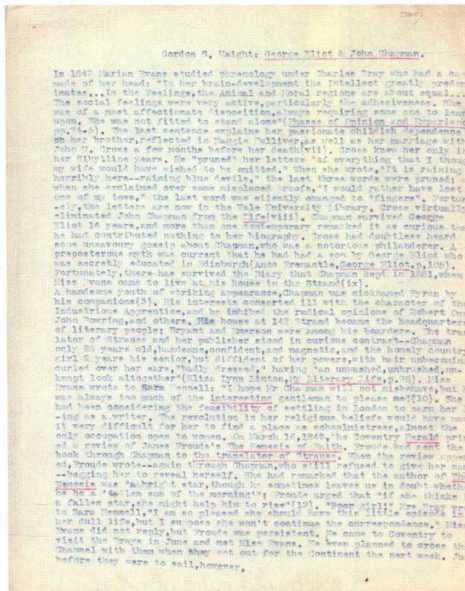 Gordon S. Haight: George Eliot & John Chapman.
In 1842 Marian Evans studied phrenology under Charles Bray who had a cas
made of her head: "In her brain-development the Intellect greatly predom
inates... In the Feelings, the Animal and Moral regions are about equal
The social feelings were very active, particularly the adhesiveness. She
was of a most affectionate disposition, always requiring some one to lea
upon. She was not fitted to stand alone" (Phases of Opinion and Experien
pp. The last sentence explains her passionate childish dependence
on her brother, reflected in Maggie Tulliver, as well as her marriage with
John W. Cross a few months before her death (vii). Cross knew her only in
her Sibylline years. He "pruned" her letters "of everything that I though
my wife would have wished to be omitted." When she wrote, "It is raining
horribly here--raining blue devils," the last three words were pruned;
when she exclaimed over some misplaced proofs, "I would rather have lost
one of my toes," the last word was silently changed to "fingers". Fortun
-ely, the letters are now in the Yale University Library. Cross virtually
eliminated John Chapman from the Life (viii). Chapman survived George
Eliot 15 years, and more than one contemporary remarked it as curious tha
he had contributed nothing to her biography. Cross had doubtless heard
some unsavoury gossip about Chapman, who was a notorious philanderer. A
preposterous myth was current that he had had a son by George Eliot who
was secretly educated in Edinburgh (Anne Fremantle, George Eliot, p.
Fortunately, there has survived the Diary that Chapman kept in 1851, when
Miss Evans came to live at his house in the Strand (ix).
A handsome youth of striking appearance, Chapman was nicknamed Byron by
his companions (3). His interests consorted ill with the character of the
Industrious Apprentice, and he imbibed the radical opinions of Robert Owe
John Bowring, and others. His house at 142 Strand became the headquarters
of literary people; Bryant and Emerson were among his boarders. The trans
lator of Strauss and her publisher stood in curious contrast--Chapman
only 25 years old, handsome, confident, and magnetic, and the homely country
girl 2 years his senior, but diffident of her powers, with hair unbecoming
curled over her ears, "badly dressed," having "an unwashed, unbrushed, un-
kempt look altogether" (Eliza Lynn Linton, My Literary Life, p. Miss
Evans wrote to Sara Hennell: "I hope Mr Chapman will not misbehave, but h
was always too much of the interesting gentleman to please me" (10). She
had been considering the feasibility of settling in London to earn her
-ing as a writer. The revolution in her religious beliefs would have made
it very difficult for her to find a place as schoolmistress, almost the
only occupation open to women. On March 16, 1849, the Coventry Herald prin
ed a review of James Froude's The Nemesis of Faith. Froude had sent the
book through Chapman to the translator of Strauss. When the review appear
ed, Froude wrote--again through Chapman, who still refused to give her name
--begging her to reveal herself. She had remarked that the author of The
Nemesis was "a bright star, though he sometimes leaves us in doubt whether
he be a 'fallen son of the morning'"; Froude urged that "if she thinks
a fallen star, she might help him to rise" (12). "Poor girl," Mrs Bray wr
to Sara Hennell, "I am so pleased she should have this little episode in
her dull life, but I suppose she won't continue the correspondence." Miss
Evans did not reply, but Froude was persistent. He came to Coventry to
visit the Brays in June and met Miss Evans. He even planned to cross the
Channel with them when they set out for the Continent the next week. Jus
before they were to sail, however,